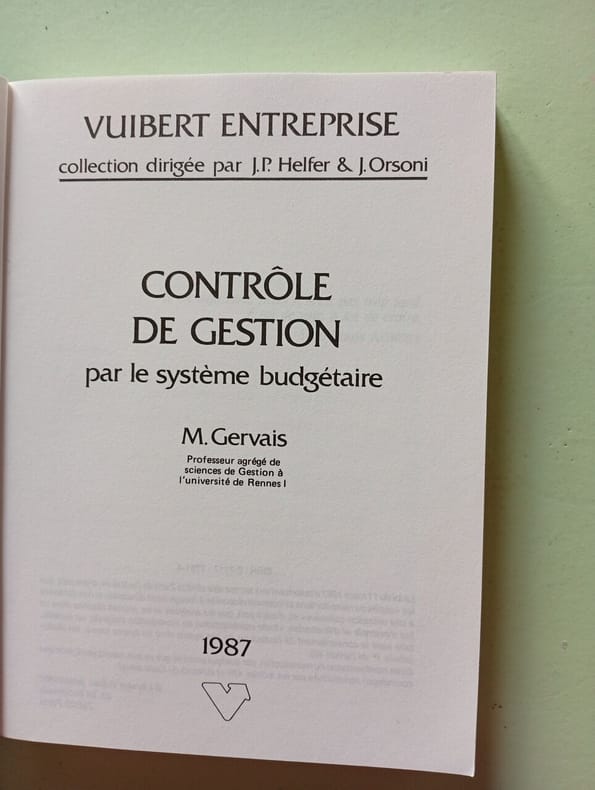 VUIBERT ENTREPRISE
collection dirigée par J.P. Helfer & J. Orsoni
CONTRÔLE
DE GESTION
par le système budgétaire
M. Gervais
Professeur agrégé de
sciences de Gestion à
l'université de Rennes I
1987